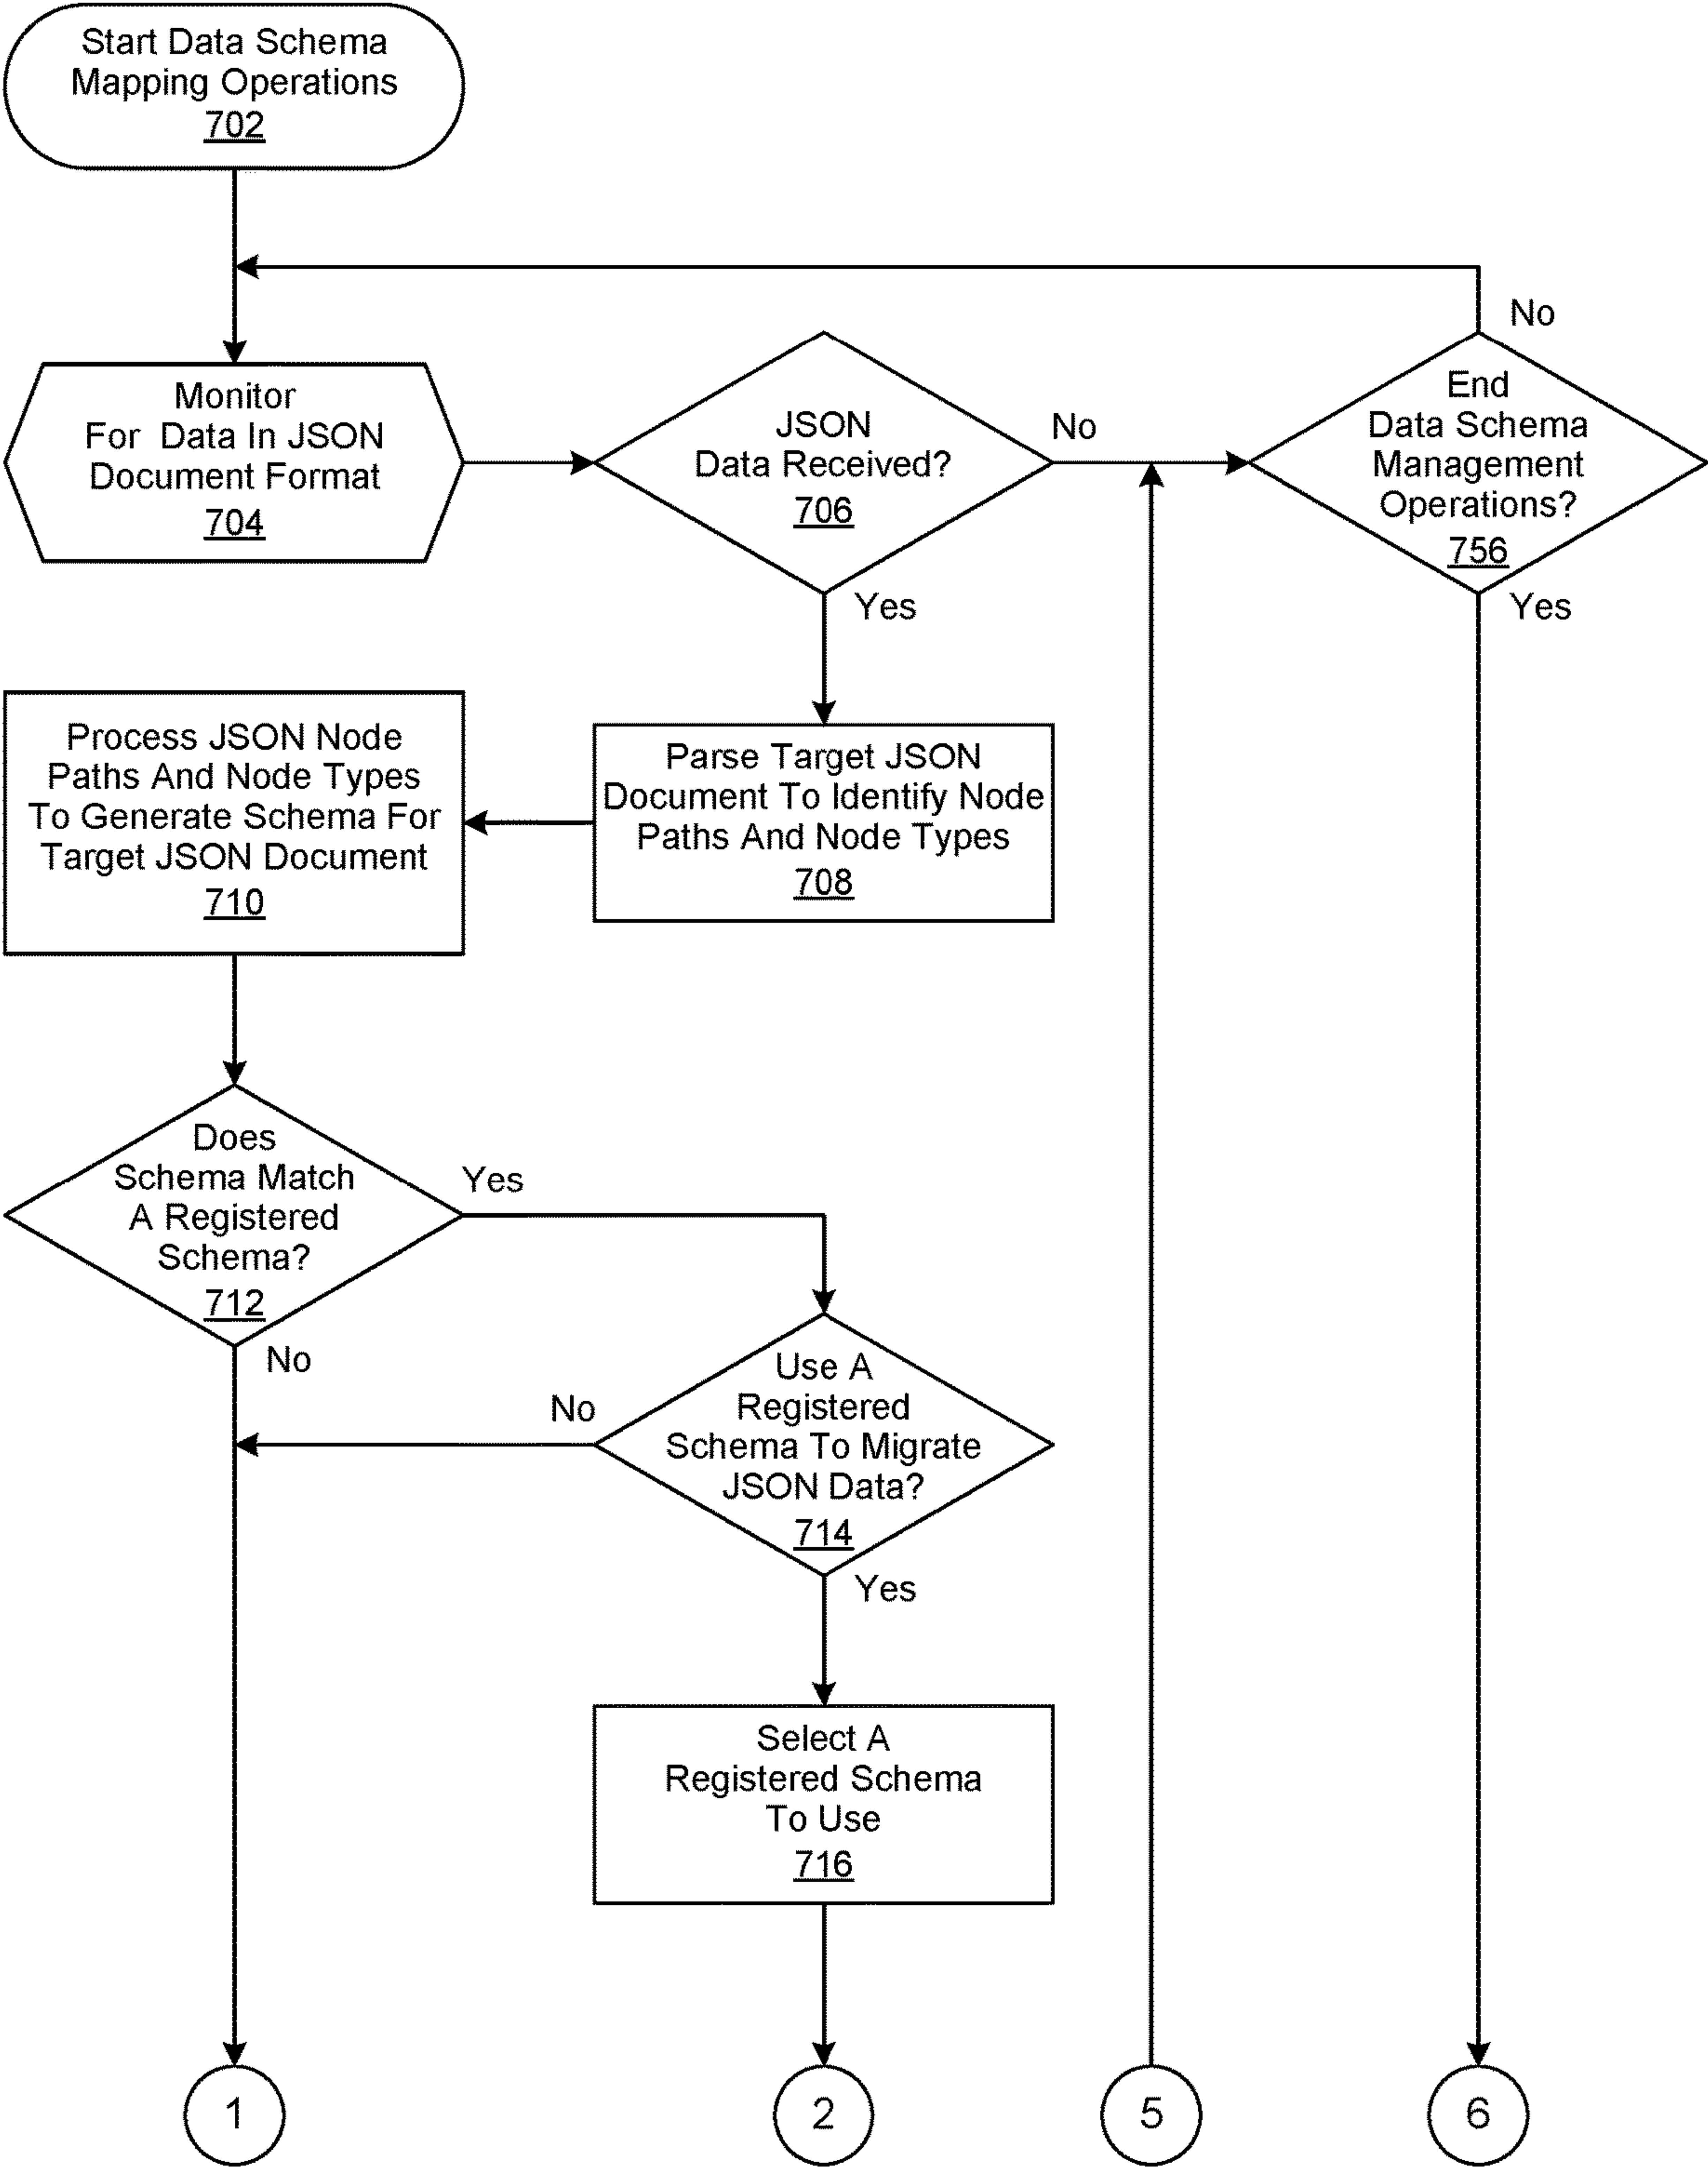 Start Data Schema
Mapping Operations
702
No
Monitor
For Data In JSON
Document Format
704
JSON
Data Received?
706
No
Yes
End
Data Schema
Management
Operations?
756
Yes
Process JSON Node
Paths And Node Types
To Generate Schema For
Target JSON Document
710
Parse Target JSON
Document To Identify Node
Paths And Node Types
708
Does
Schema Match
A Registered
Schema?
712
Yes
No
Use A
Registered
Schema To Migrate
JSON Data?
714
No
Yes
Select A
Registered Schema
To Use
716
1
2
5
6